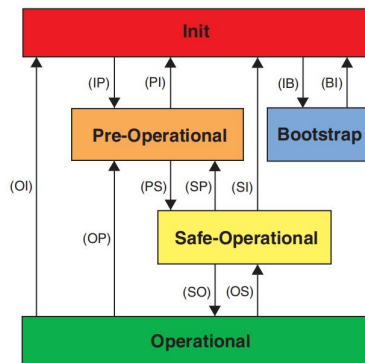 Init
(IP)
(PI)
(IB)
(BI)
Pre-Operational
Bootstrap
(OI)
(PS)
(SP)
(SI)
(OP)
Safe-Operational
(SO)
(OS)
Operational